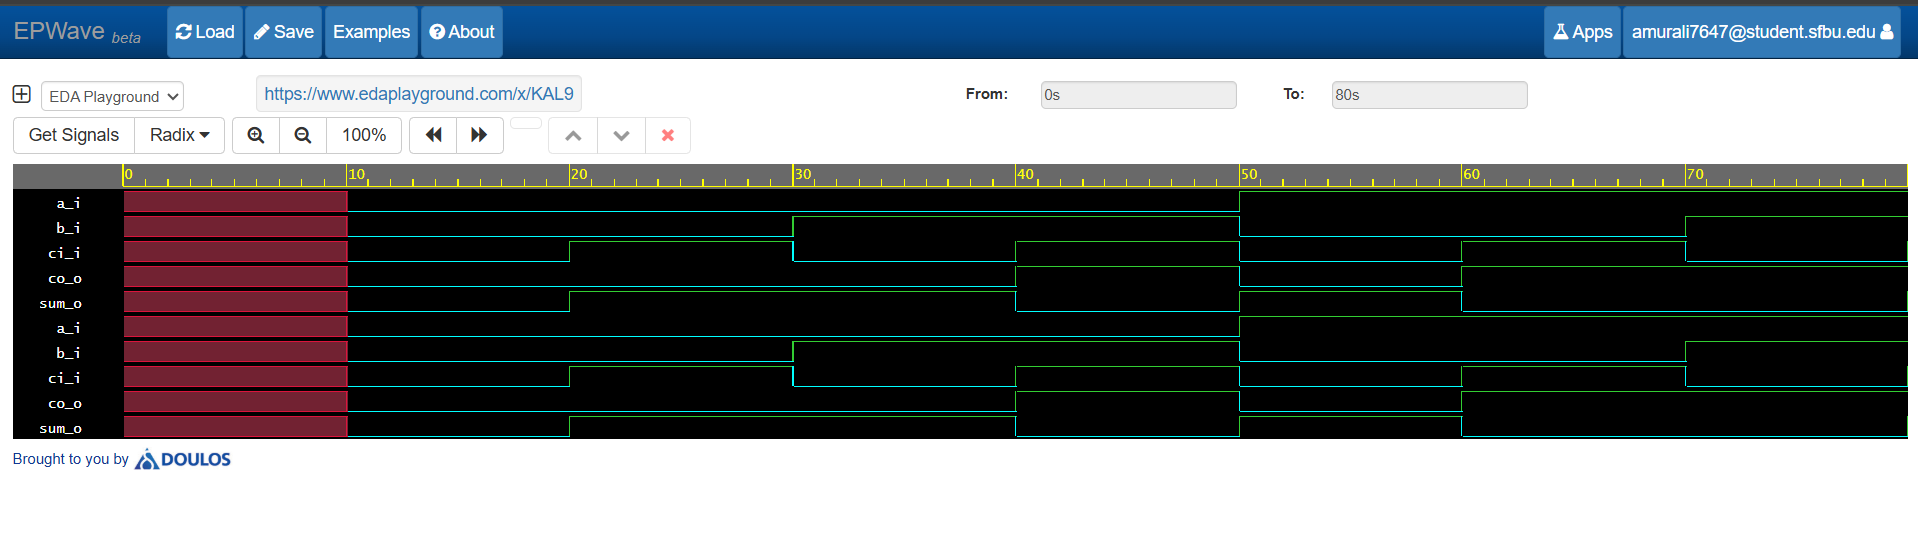 EPWave beta Load Save Examples About Apps amurali7647@student.sfbu.edu
EDA Playground https://www.edaplayground.com/x/KAL9 From: 0s To: 80s
Get Signals Radix 100%
0 10 20 30 40 50 60 70
a_i
b_i
ci_i
co_o
sum_o
a_i
b_i
ci_i
co_o
sum_o
Brought to you by DOULOS